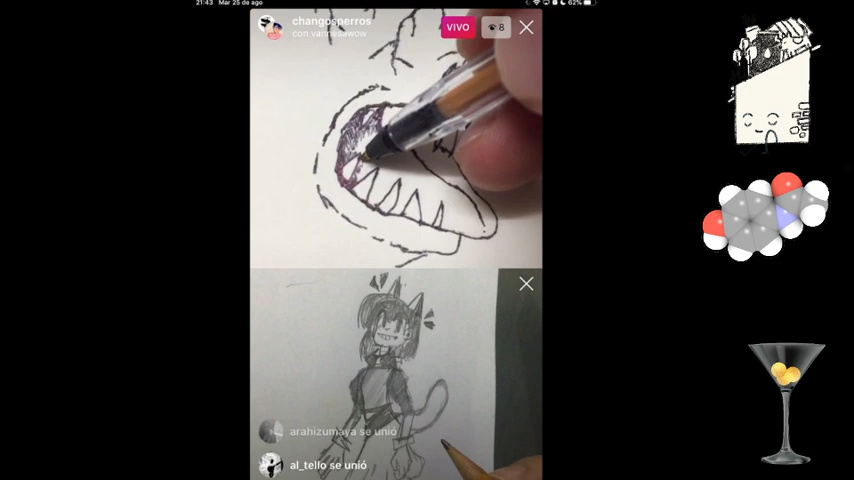 21:43 Mar 25 de ago
62%
changosperros
con vannesawow
VIVO
8
arahizumaya se unió
al_tello se unió